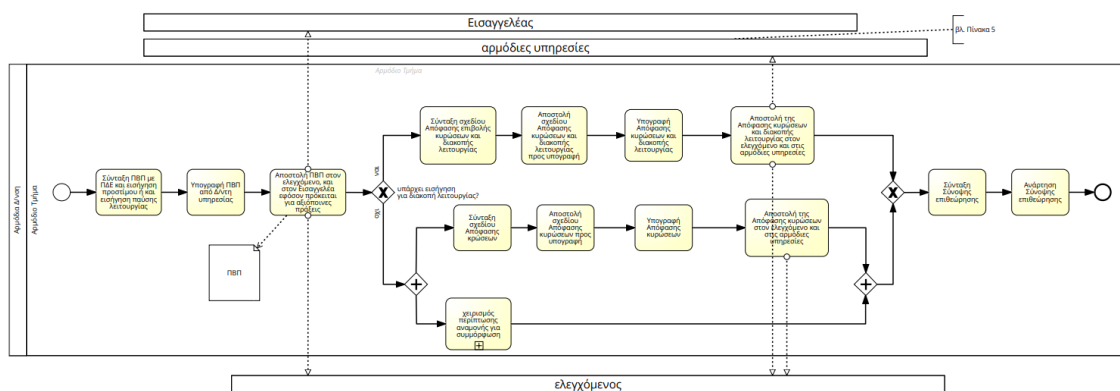 Εισαγγελέας
αρμόδιες υπηρεσίες
βλ. Πίνακα 5
Αρμόδιο Τμήμα
Αρμόδια Δ/νση
Αρμόδιο Τμήμα
Σύνταξη ΠΒΠ με
ΠΔΕ και εισήγηση
προστίμου ή και
εισήγηση παύσης
λειτουργίας
Υπογραφή ΠΒΠ
από Δ/ντη
υπηρεσίας
Αποστολή ΠΒΠ στον
ελεγχόμενο, και
στον Εισαγγελέα
εφόσον πρόκειται
για αξιόποινες
πράξεις
ΠΒΠ
ναι
υπάρχει εισήγηση
για διακοπή λειτουργίας?
όχι
Σύνταξη σχεδίου
Απόφασης επιβολής
κυρώσεων και
διακοπής
λειτουργίας
Αποστολή
σχεδίου
Απόφασης
κυρώσεων και
διακοπής
λειτουργίας
προς υπογραφή
Υπογραφή
Απόφασης
κυρώσεων και
διακοπής
λειτουργίας
Αποστολή της
Απόφασης κυρώσεων
και διακοπής
λειτουργίας στον
ελεγχόμενο και στις
αρμόδιες υπηρεσίες
Σύνταξη
σχεδίου
Απόφασης
κρώσεων
Αποστολή
σχεδίου
Απόφασης
κυρώσεων προς
υπογραφή
Υπογραφή
Απόφασης
κυρώσεων
Αποστολή της
Απόφασης κυρώσεων
στον ελεγχόμενο και
στις αρμόδιες
υπηρεσίες
χειρισμός
περίπτωσης
αναμονής για
συμμόρφωση
Σύνταξη
Σύνοψης
επιθεώρησης
Ανάρτηση
Σύνοψης
επιθεώρησης.
ελεγχόμενος